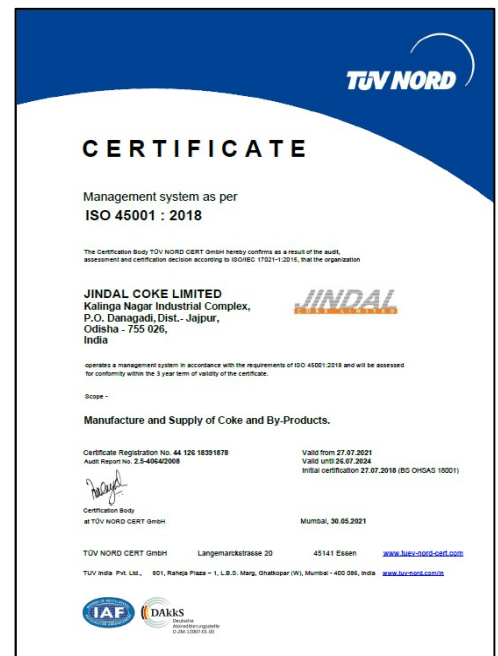 TÜV NORD
CERTIFICATE
Management system as per
ISO 45001 : 2018
The Certification Body TÜV NORD CERT GmbH hereby confirms as a result of the audit,
assessment and certification decision according to ISO/IEC 17021-1:2015, that the organization
JINDAL COKE LIMITED
Kalinga Nagar Industrial Complex,
P.O. Danagadi, Dist.- Jajpur,
Odisha - 755 026,
India
JINDAL
COKE LIMITED
operates a management system in accordance with the requirements of ISO 45001:2018 and will be assessed
for conformity within the 3 year term of validity of the certificate.
Scope -
Manufacture and Supply of Coke and By-Products.
Certificate Registration No. 44 126 18391878
Audit Report No. 2.5-4064/2008
Valid from 27.07.2021
Valid until 26.07.2024
Initial certification 27.07.2018 (BS OHSAS 18001)
Certification Body
at TÜV NORD CERT GmbH
Mumbai, 30.05.2021
TÜV NORD CERT GmbH Langemarckstrasse 20 45141 Essen www.tuev-nord-cert.com
TÜV India Pvt. Ltd., 801, Raheja Plaza – 1, L.B.S. Marg, Ghatkopar (W), Mumbai - 400 086, India www.tuv-nord.com/in
IAF
DAkkS
Deutsche
Akkreditierungsstelle
D-ZM-12007-01-00